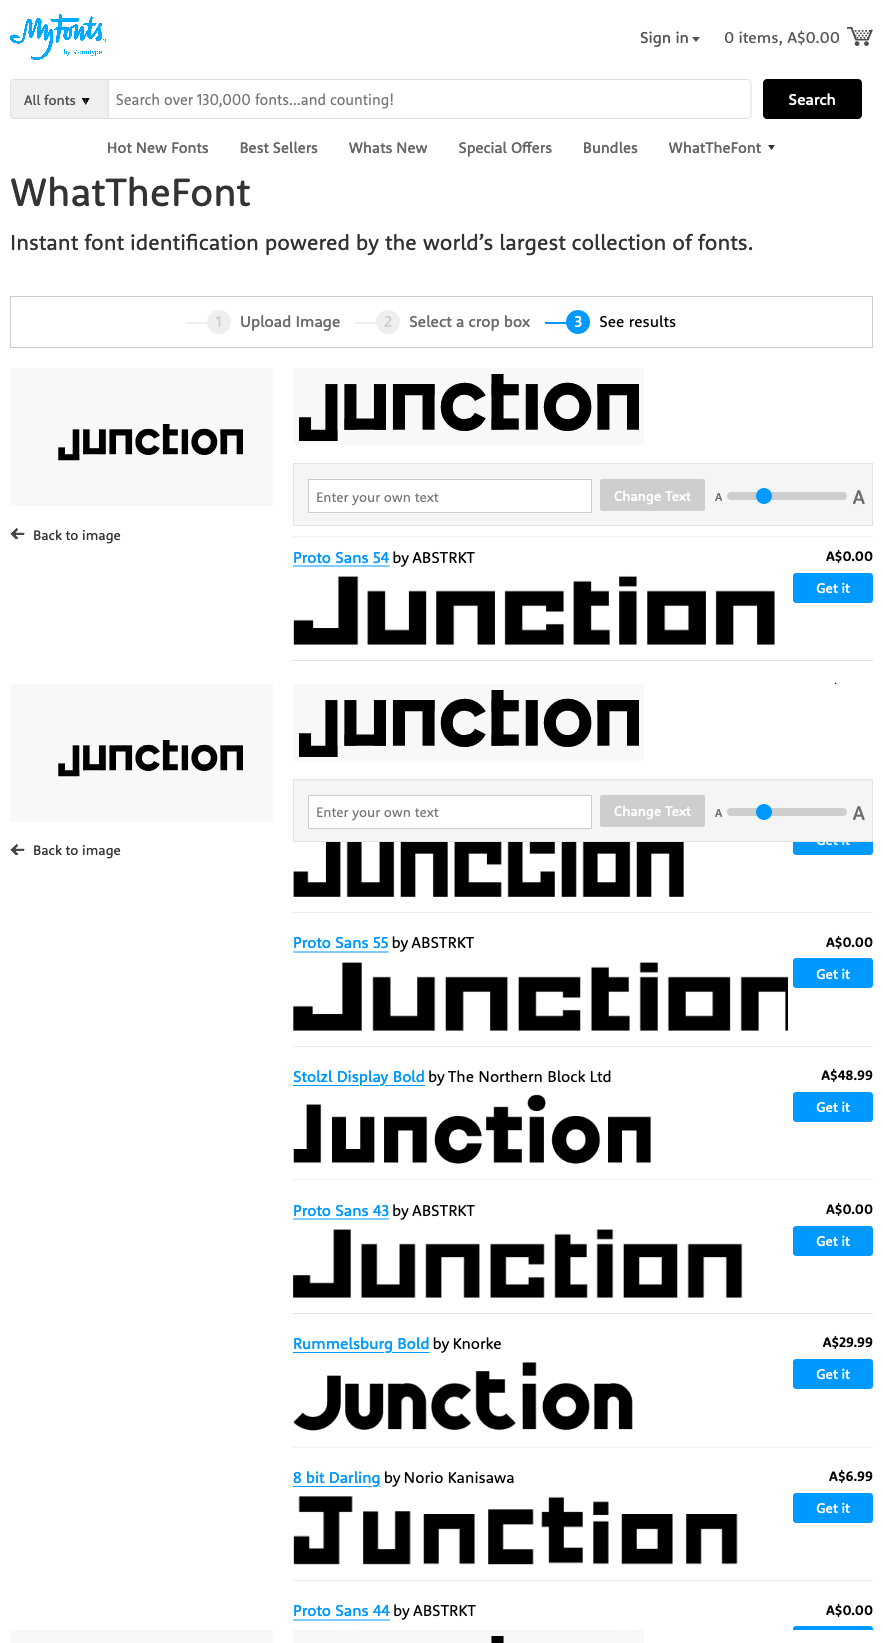 MyFonts
by Monotype
Sign in
0 items, A$0.00
All fonts
Search over 130,000 fonts...and counting!
Search
Hot New Fonts
Best Sellers
Whats New
Special Offers
Bundles
WhatTheFont
WhatTheFont
Instant font identification powered by the world’s largest collection of fonts.
1 Upload Image
2 Select a crop box
3 See results
Junction
Junction
Enter your own text
Change Text
A
A
Back to image
Proto Sans 54 by ABSTRKT
A$0.00
Junction
Get it
Junction
Junction
Enter your own text
Change Text
A
A
Back to image
Junction
Get it
Proto Sans 55 by ABSTRKT
A$0.00
Junction
Get it
Stolzl Display Bold by The Northern Block Ltd
A$48.99
Junction
Get it
Proto Sans 43 by ABSTRKT
A$0.00
Junction
Get it
Rummelsburg Bold by Knorke
A$29.99
Junction
Get it
8 bit Darling by Norio Kanisawa
A$6.99
Junction
Get it
Proto Sans 44 by ABSTRKT
A$0.00